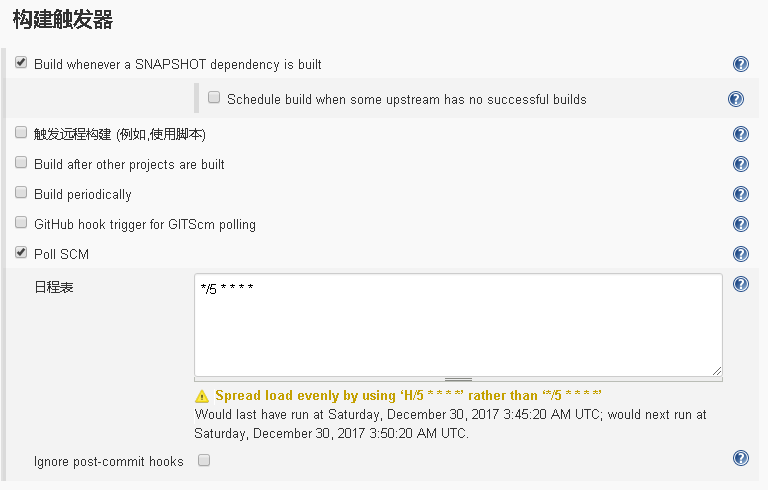 构建触发器
Build whenever a SNAPSHOT dependency is built
Schedule build when some upstream has no successful builds
触发远程构建 (例如,使用脚本)
Build after other projects are built
Build periodically
GitHub hook trigger for GITScm polling
Poll SCM
日程表
*/5 * * * *
Spread load evenly by using ‘H/5 * * * *’ rather than ‘*/5 * * * *’
Would last have run at Saturday, December 30, 2017 3:45:20 AM UTC; would next run at
Saturday, December 30, 2017 3:50:20 AM UTC.
Ignore post-commit hooks